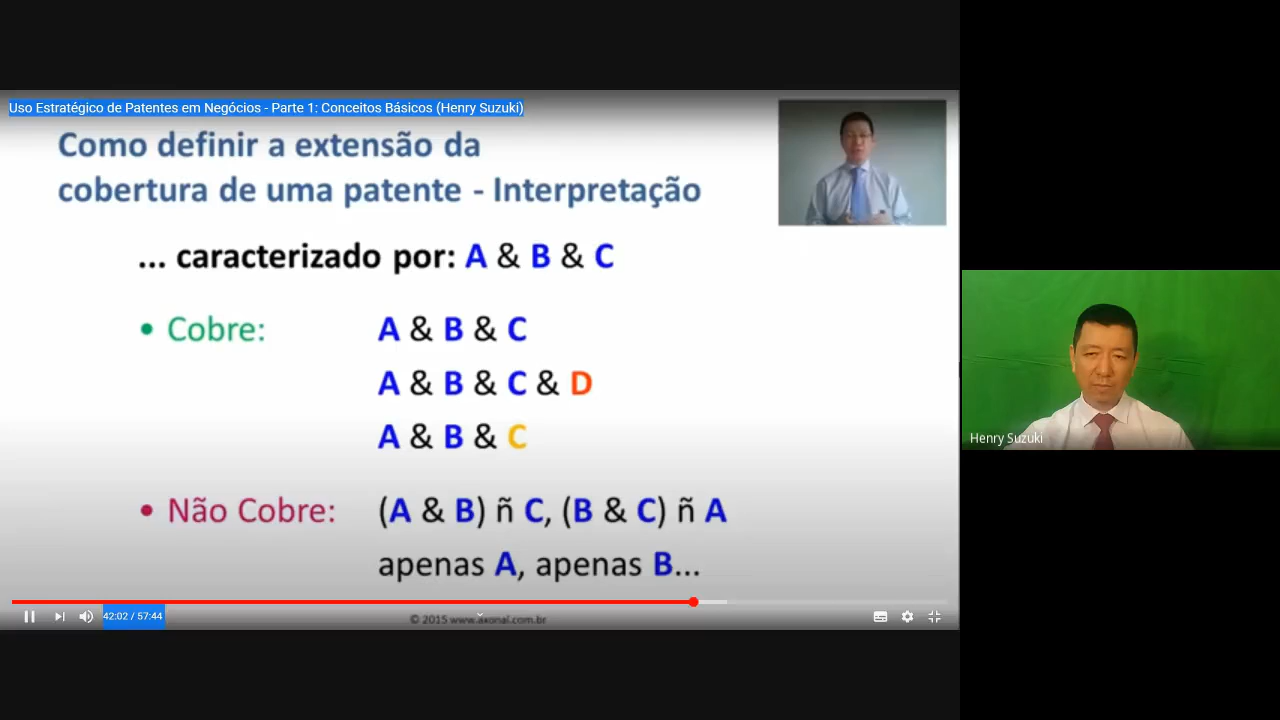 Uso Estratégico de Patentes em Negócios - Parte 1: Conceitos Básicos (Henry Suzuki)
Como definir a extensão da
cobertura de uma patente - Interpretação
... caracterizado por: A & B & C
• Cobre: A & B & C
A & B & C & D
A & B & C
• Não Cobre: (A & B) ñ C, (B & C) ñ A
apenas A, apenas B...
42:02 / 57:44
© 2015 www.axonal.com.br
Henry Suzuki